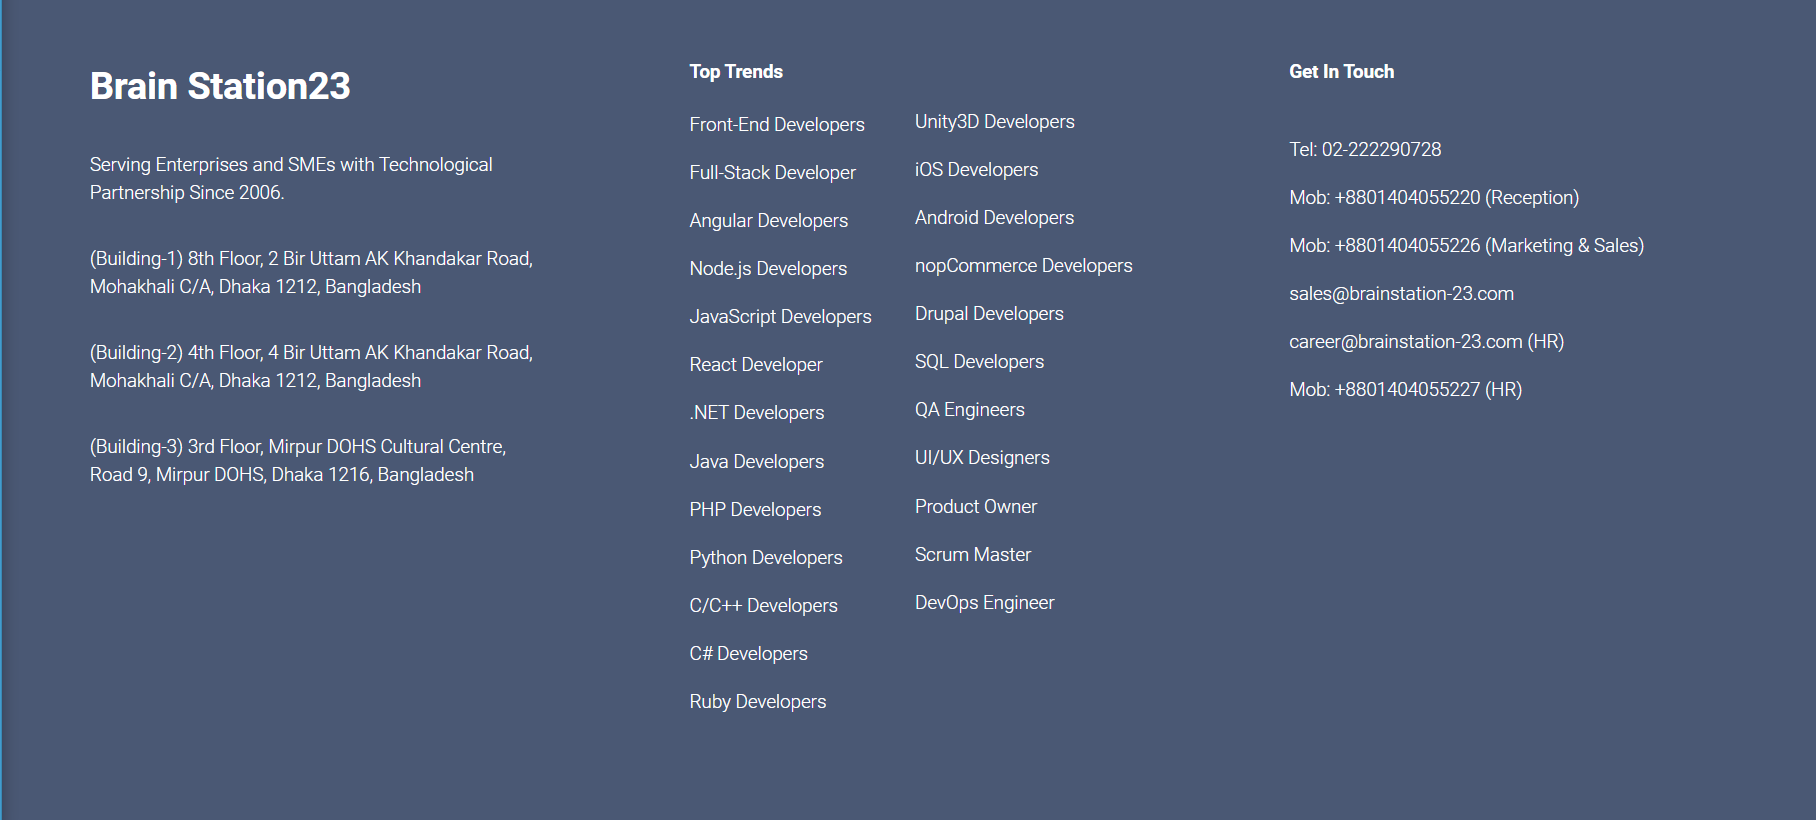 Brain Station23
Serving Enterprises and SMEs with Technological
Partnership Since 2006.
(Building-1) 8th Floor, 2 Bir Uttam AK Khandakar Road,
Mohakhali C/A, Dhaka 1212, Bangladesh
(Building-2) 4th Floor, 4 Bir Uttam AK Khandakar Road,
Mohakhali C/A, Dhaka 1212, Bangladesh
(Building-3) 3rd Floor, Mirpur DOHS Cultural Centre,
Road 9, Mirpur DOHS, Dhaka 1216, Bangladesh
Top Trends
Front-End Developers
Full-Stack Developer
Angular Developers
Node.js Developers
JavaScript Developers
React Developer
.NET Developers
Java Developers
PHP Developers
Python Developers
C/C++ Developers
C# Developers
Ruby Developers
Unity3D Developers
iOS Developers
Android Developers
nopCommerce Developers
Drupal Developers
SQL Developers
QA Engineers
UI/UX Designers
Product Owner
Scrum Master
DevOps Engineer
Get In Touch
Tel: 02-222290728
Mob: +8801404055220 (Reception)
Mob: +8801404055226 (Marketing & Sales)
sales@brainstation-23.com
career@brainstation-23.com (HR)
Mob: +8801404055227 (HR)